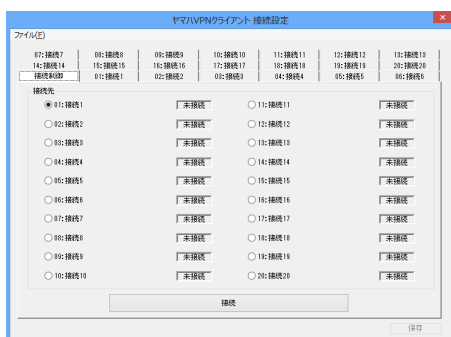 ヤマハVPNクライアント 接続設定
ファイル(F)
07:接続7 08:接続8 09:接続9 10:接続10 11:接続11 12:接続12 13:接続13
14:接続14 15:接続15 16:接続16 17:接続17 18:接続18 19:接続19 20:接続20
接続制御 01:接続1 02:接続2 03:接続3 04:接続4 05:接続5 06:接続6
接続先
01:接続1 未接続 11:接続11 未接続
02:接続2 未接続 12:接続12 未接続
03:接続3 未接続 13:接続13 未接続
04:接続4 未接続 14:接続14 未接続
05:接続5 未接続 15:接続15 未接続
06:接続6 未接続 16:接続16 未接続
07:接続7 未接続 17:接続17 未接続
08:接続8 未接続 18:接続18 未接続
09:接続9 未接続 19:接続19 未接続
10:接続10 未接続 20:接続20 未接続
接続
保存